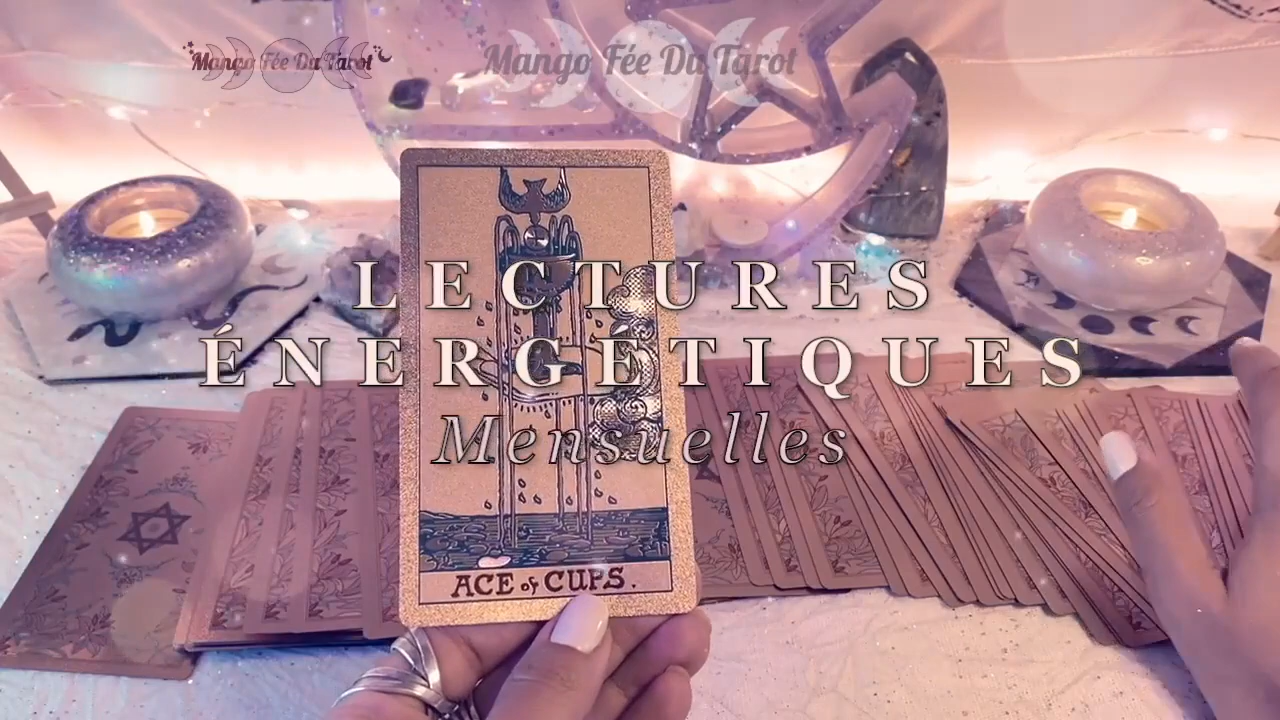 Mango Fée Du Tarot
Mango Fée Du Tarot
LECTURES
ÉNERGÉTIQUES
Mensuelles
ACE of CUPS.